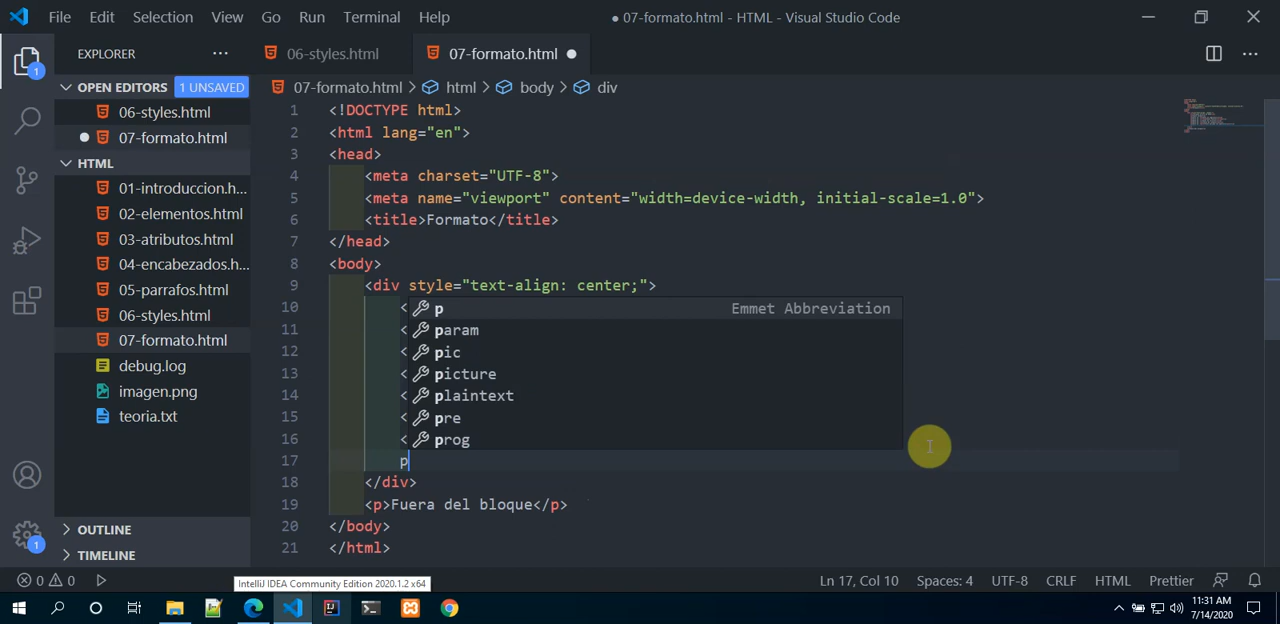 File Edit Selection View Go Run Terminal Help ● 07-formato.html - HTML - Visual Studio Code
EXPLORER ··· 06-styles.html 07-formato.html ●
OPEN EDITORS 1 UNSAVED
06-styles.html
● 07-formato.html
HTML
01-introduccion.h...
02-elementos.html
03-atributos.html
04-encabezados.h...
05-parrafos.html
06-styles.html
07-formato.html
debug.log
imagen.png
teoria.txt
OUTLINE
TIMELINE
1
1
07-formato.html > html > body > div
1 <!DOCTYPE html>
2 <html lang="en">
3 <head>
4 <meta charset="UTF-8">
5 <meta name="viewport" content="width=device-width, initial-scale=1.0">
6 <title>Formato</title>
7 </head>
8 <body>
9 <div style="text-align: center;">
10 < p Emmet Abbreviation
11 < param
12 < pic
13 < picture
14 < plaintext
15 < pre
16 < prog
17 p
18 </div>
19 <p>Fuera del bloque</p>
20 </body>
21 </html>
0 0 Ln 17, Col 10 Spaces: 4 UTF-8 CRLF HTML Prettier
IntelliJ IDEA Community Edition 2020.1.2 x64
11:31 AM
7/14/2020